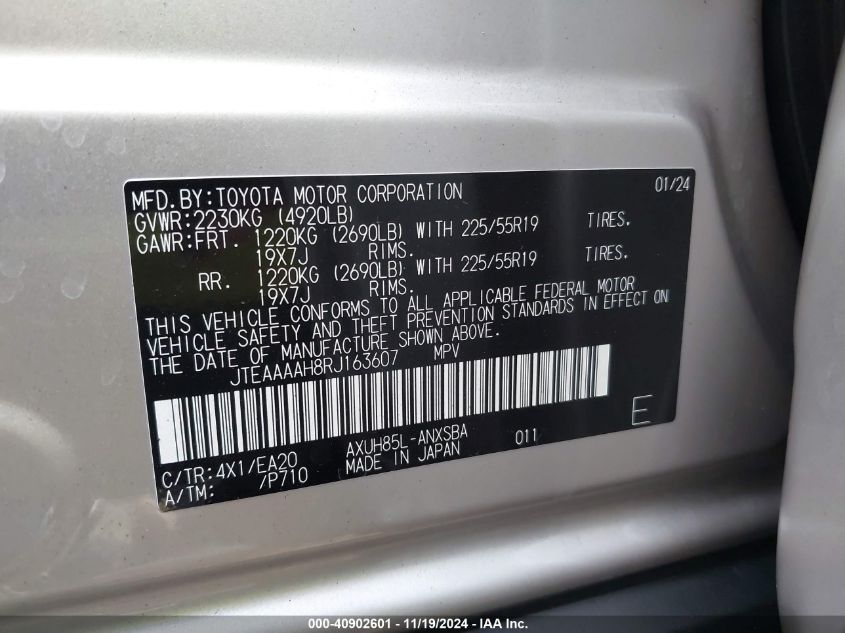 MFD.BY:TOYOTA MOTOR CORPORATION 01/24
GVWR:2230KG (4920LB)
GAWR:FRT. 1220KG (2690LB) WITH 225/55R19 TIRES.
19X7J RIMS.
RR. 1220KG (2690LB) WITH 225/55R19 TIRES.
19X7J RIMS.
THIS VEHICLE CONFORMS TO ALL APPLICABLE FEDERAL MOTOR
VEHICLE SAFETY AND THEFT PREVENTION STANDARDS IN EFFECT ON
THE DATE OF MANUFACTURE SHOWN ABOVE.
JTEAAAAH8RJ163607 MPV
E
C/TR:4X1/EA20 AXUH85L-ANXSBA 011
A/TM: /P710 MADE IN JAPAN
000-40902601 - 11/19/2024 - IAA Inc.